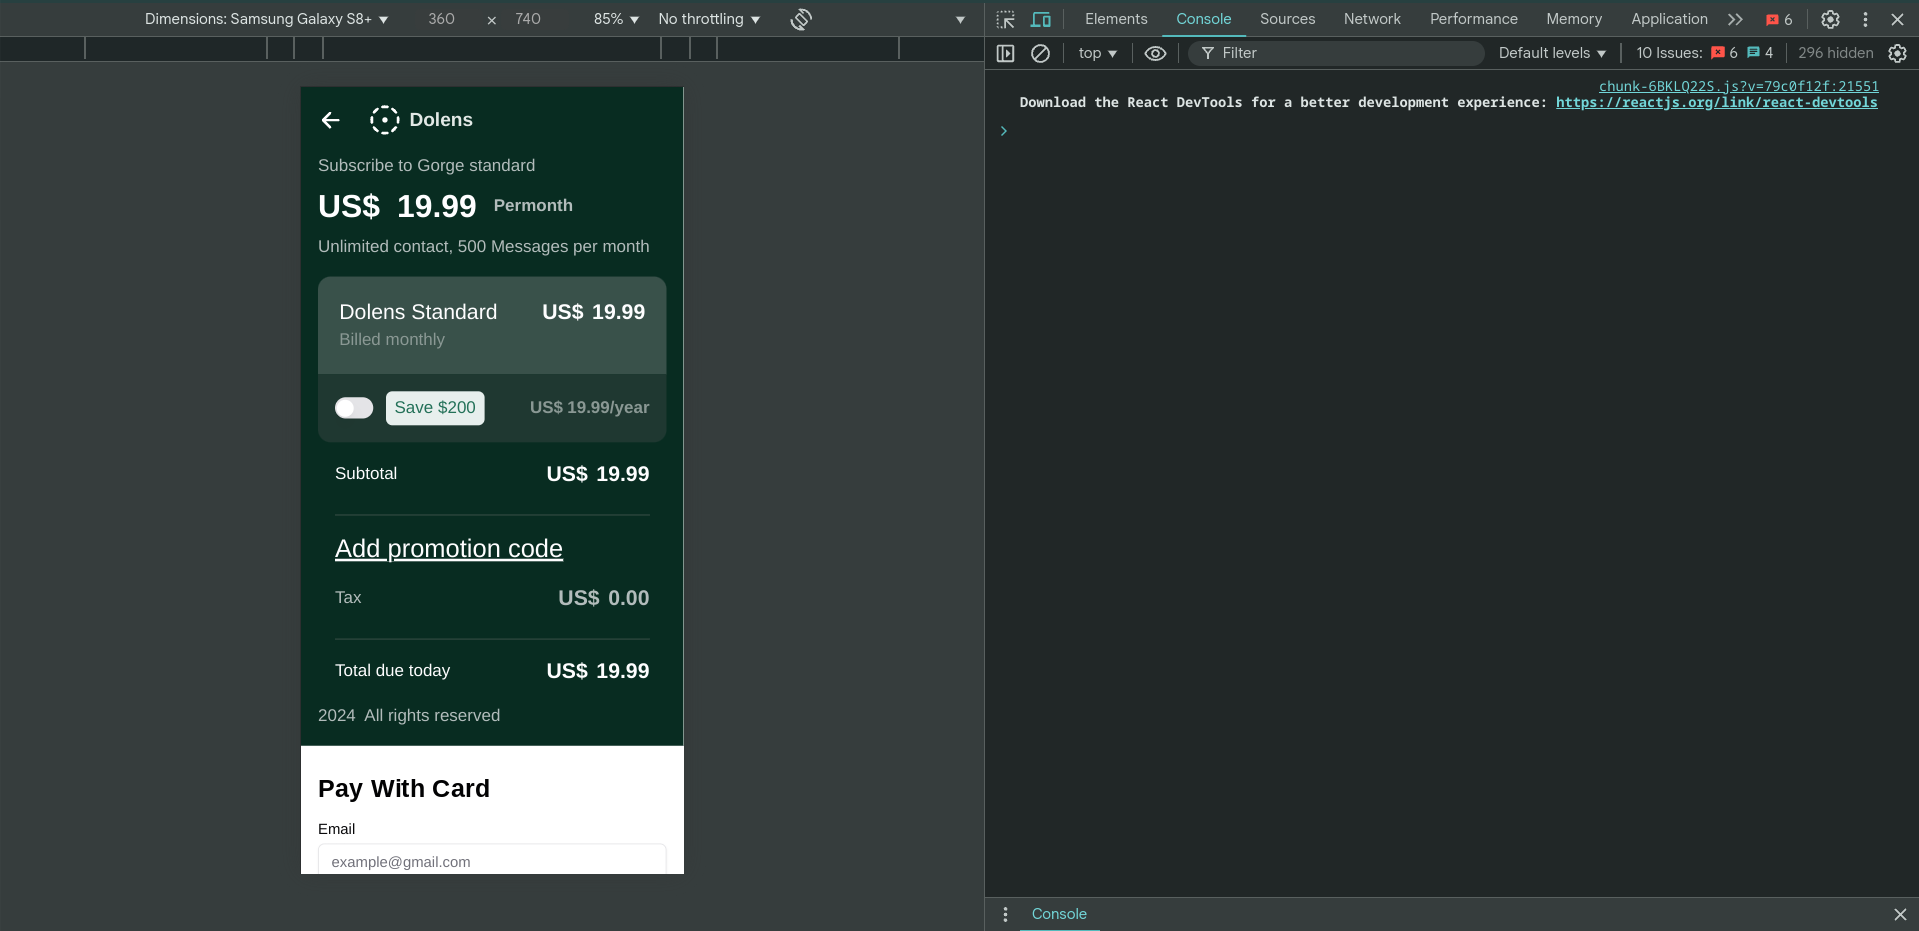 Dimensions: Samsung Galaxy S8+ 360 × 740 85% No throttling
Dolens
Subscribe to Gorge standard
US$ 19.99 Permonth
Unlimited contact, 500 Messages per month
Dolens Standard US$ 19.99
Billed monthly
Save $200 US$ 19.99/year
Subtotal US$ 19.99
Add promotion code
Tax US$ 0.00
Total due today US$ 19.99
2024 All rights reserved
Pay With Card
Email
example@gmail.com
Elements Console Sources Network Performance Memory Application 6
top Filter Default levels 10 Issues: 6 4 296 hidden
chunk-6BKLQ22S.js?v=79c0f12f:21551
Download the React DevTools for a better development experience: https://reactjs.org/link/react-devtools
Console